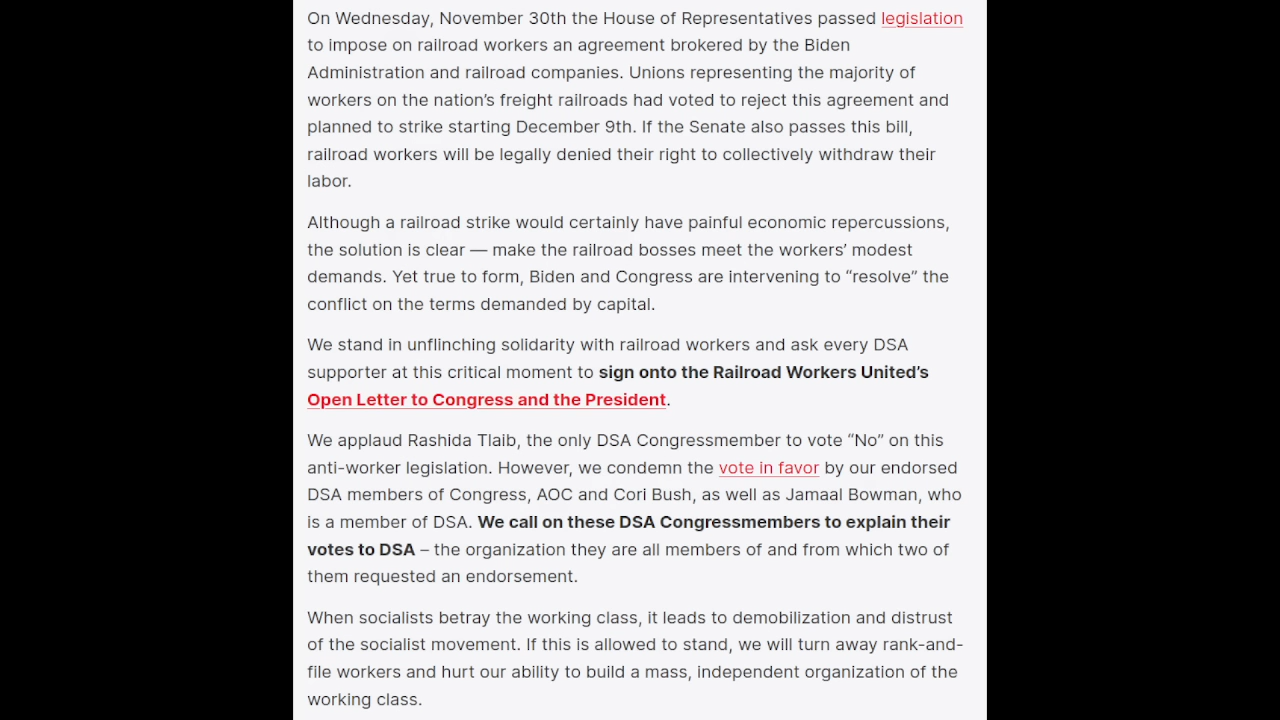 On Wednesday, November 30th the House of Representatives passed legislation
to impose on railroad workers an agreement brokered by the Biden
Administration and railroad companies. Unions representing the majority of
workers on the nation’s freight railroads had voted to reject this agreement and
planned to strike starting December 9th. If the Senate also passes this bill,
railroad workers will be legally denied their right to collectively withdraw their
labor.
Although a railroad strike would certainly have painful economic repercussions,
the solution is clear — make the railroad bosses meet the workers’ modest
demands. Yet true to form, Biden and Congress are intervening to “resolve” the
conflict on the terms demanded by capital.
We stand in unflinching solidarity with railroad workers and ask every DSA
supporter at this critical moment to sign onto the Railroad Workers United’s
Open Letter to Congress and the President.
We applaud Rashida Tlaib, the only DSA Congressmember to vote “No” on this
anti-worker legislation. However, we condemn the vote in favor by our endorsed
DSA members of Congress, AOC and Cori Bush, as well as Jamaal Bowman, who
is a member of DSA. We call on these DSA Congressmembers to explain their
votes to DSA – the organization they are all members of and from which two of
them requested an endorsement.
When socialists betray the working class, it leads to demobilization and distrust
of the socialist movement. If this is allowed to stand, we will turn away rank-and-
file workers and hurt our ability to build a mass, independent organization of the
working class.